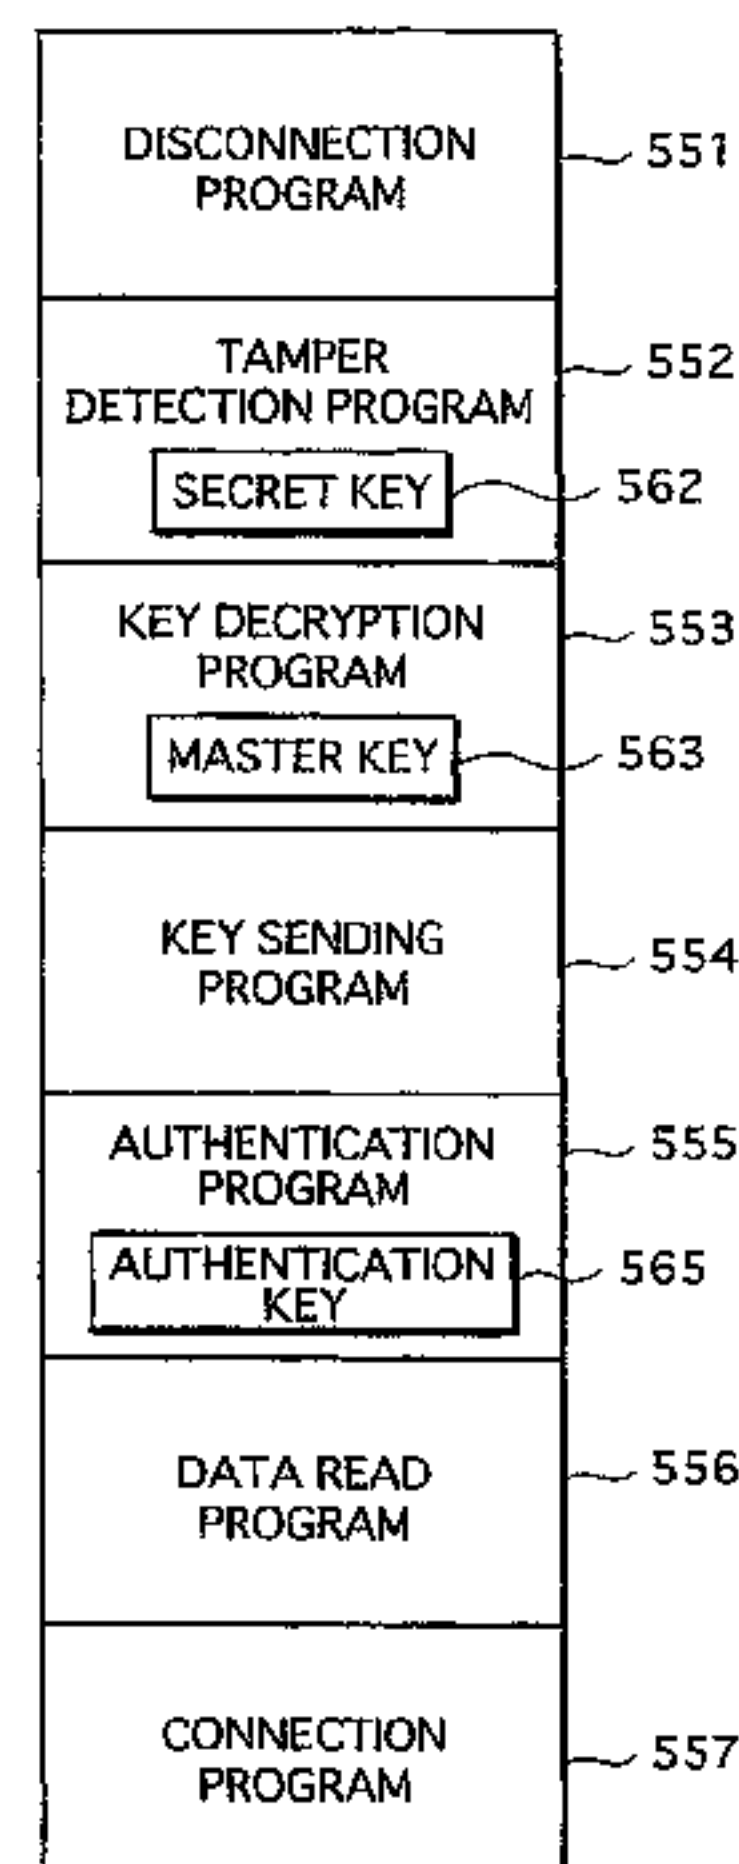 DISCONNECTION
PROGRAM
551
TAMPER
DETECTION PROGRAM
552
SECRET KEY
562
KEY DECRYPTION
PROGRAM
553
MASTER KEY
563
KEY SENDING
PROGRAM
554
AUTHENTICATION
PROGRAM
555
AUTHENTICATION
KEY
565
DATA READ
PROGRAM
556
CONNECTION
PROGRAM
557